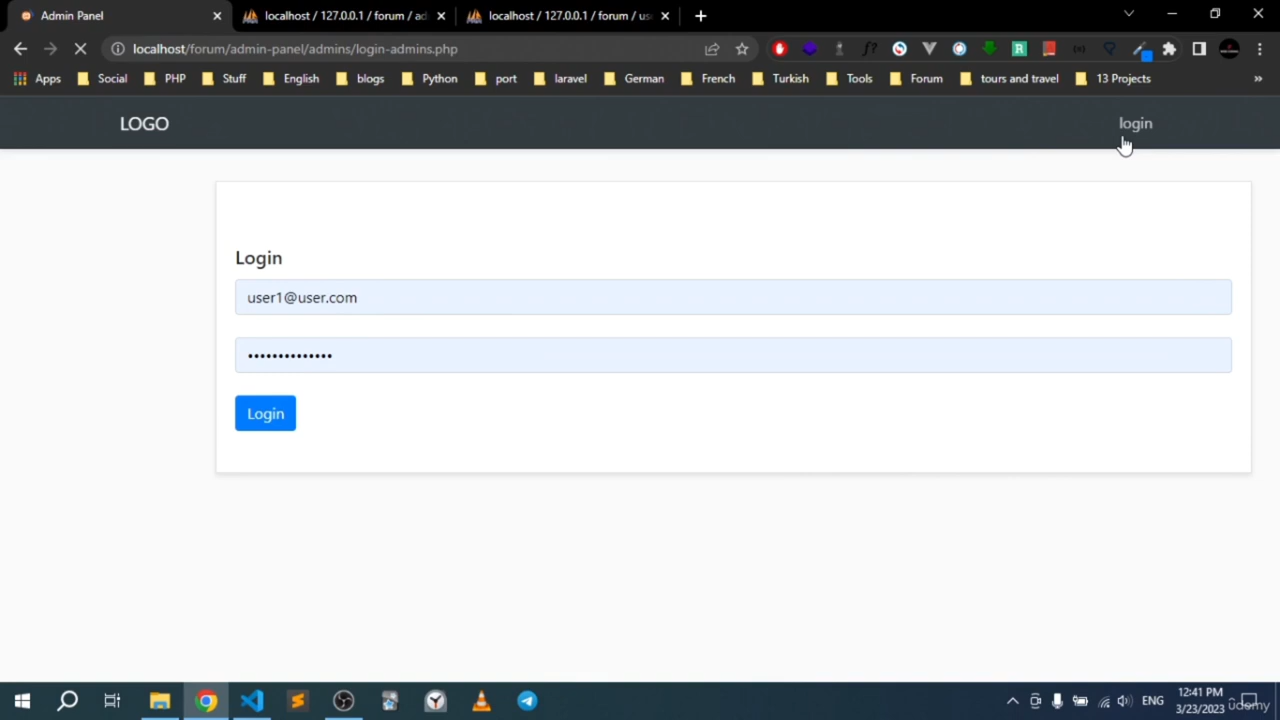 Admin Panel
localhost / 127.0.0.1 / forum / ad
localhost / 127.0.0.1 / forum / us
localhost/forum/admin-panel/admins/login-admins.php
Apps Social PHP Stuff English blogs Python port laravel German French Turkish Tools Forum tours and travel 13 Projects
LOGO
login
Login
user1@user.com
Login
ENG
12:41 PM
3/23/2023
udemy